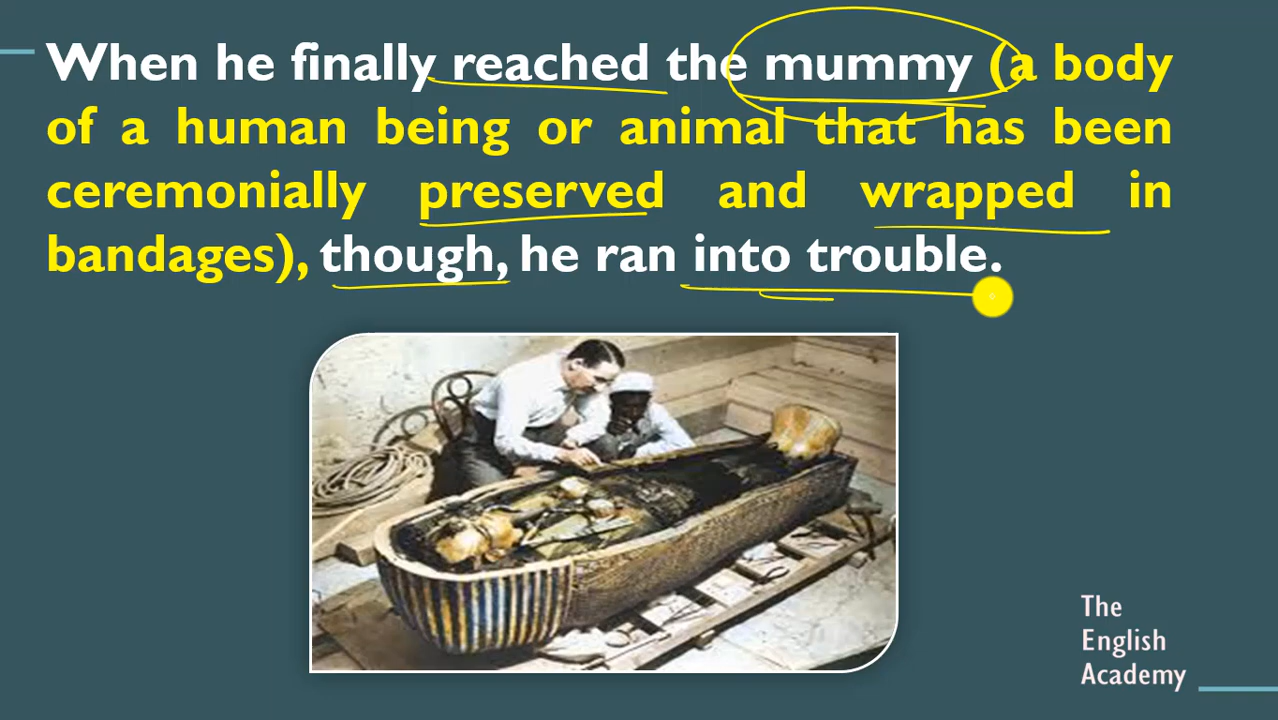 When he finally reached the mummy (a body
of a human being or animal that has been
ceremonially preserved and wrapped in
bandages), though, he ran into trouble.
The
English
Academy